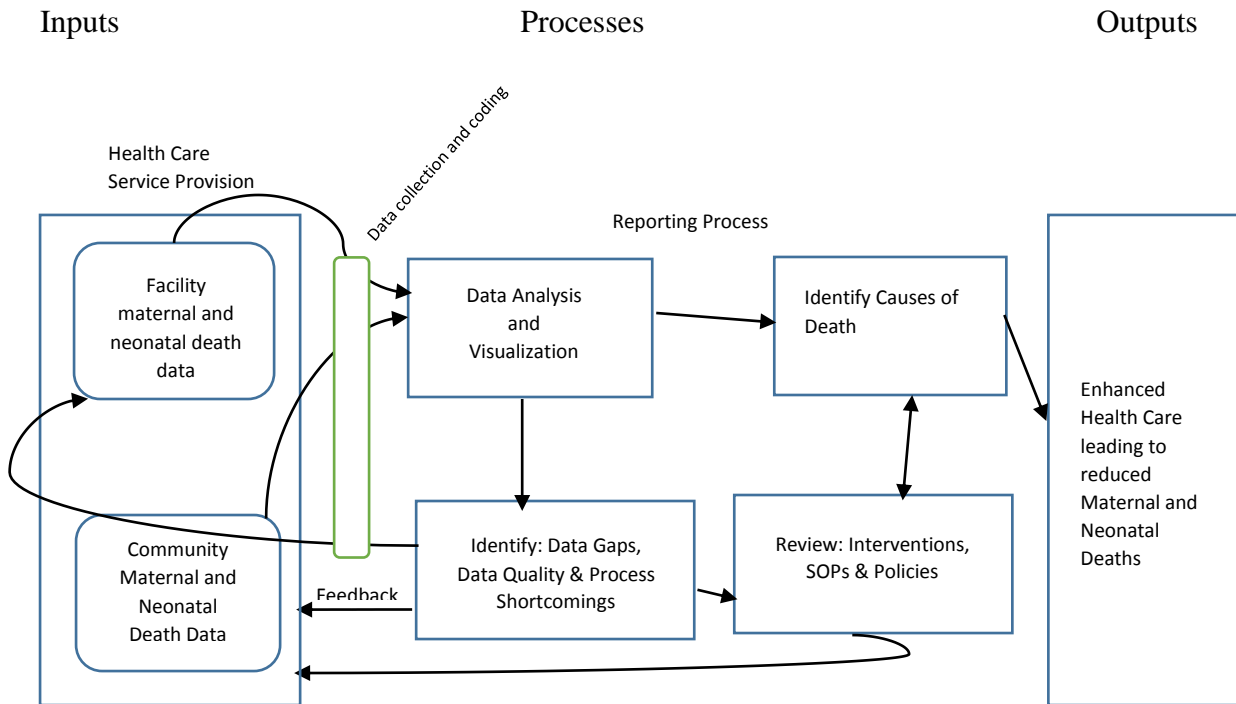 Inputs
Processes
Outputs
Data collection and coding
Health Care
Service Provision
Reporting Process
Facility
maternal and
neonatal death
data
Data Analysis
and
Visualization
Identify Causes of
Death
Enhanced
Health Care
leading to
reduced
Maternal and
Neonatal
Deaths
Community
Maternal and
Neonatal
Death Data
Feedback
Identify: Data Gaps,
Data Quality & Process
Shortcomings
Review: Interventions,
SOPs & Policies